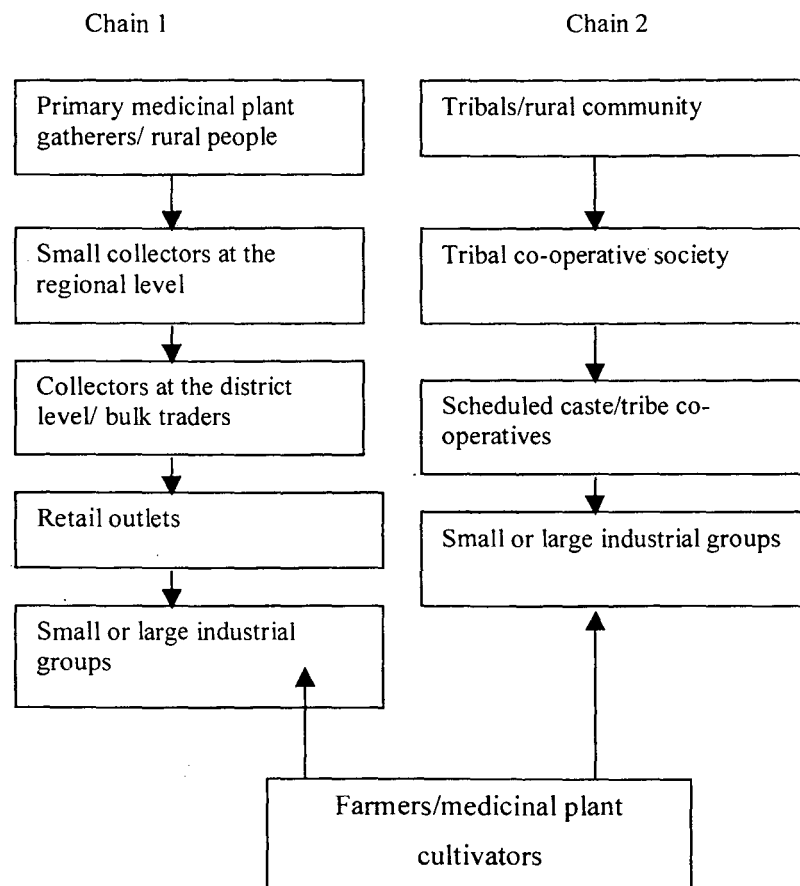 Chain 1
Primary medicinal plant
gatherers/ rural people
Small collectors at the
regional level
Collectors at the district
level/ bulk traders
Retail outlets
Small or large industrial
groups
Chain 2
Tribals/rural community
Tribal co-operative society
Scheduled caste/tribe co-
operatives
Small or large industrial groups
Farmers/medicinal plant
cultivators